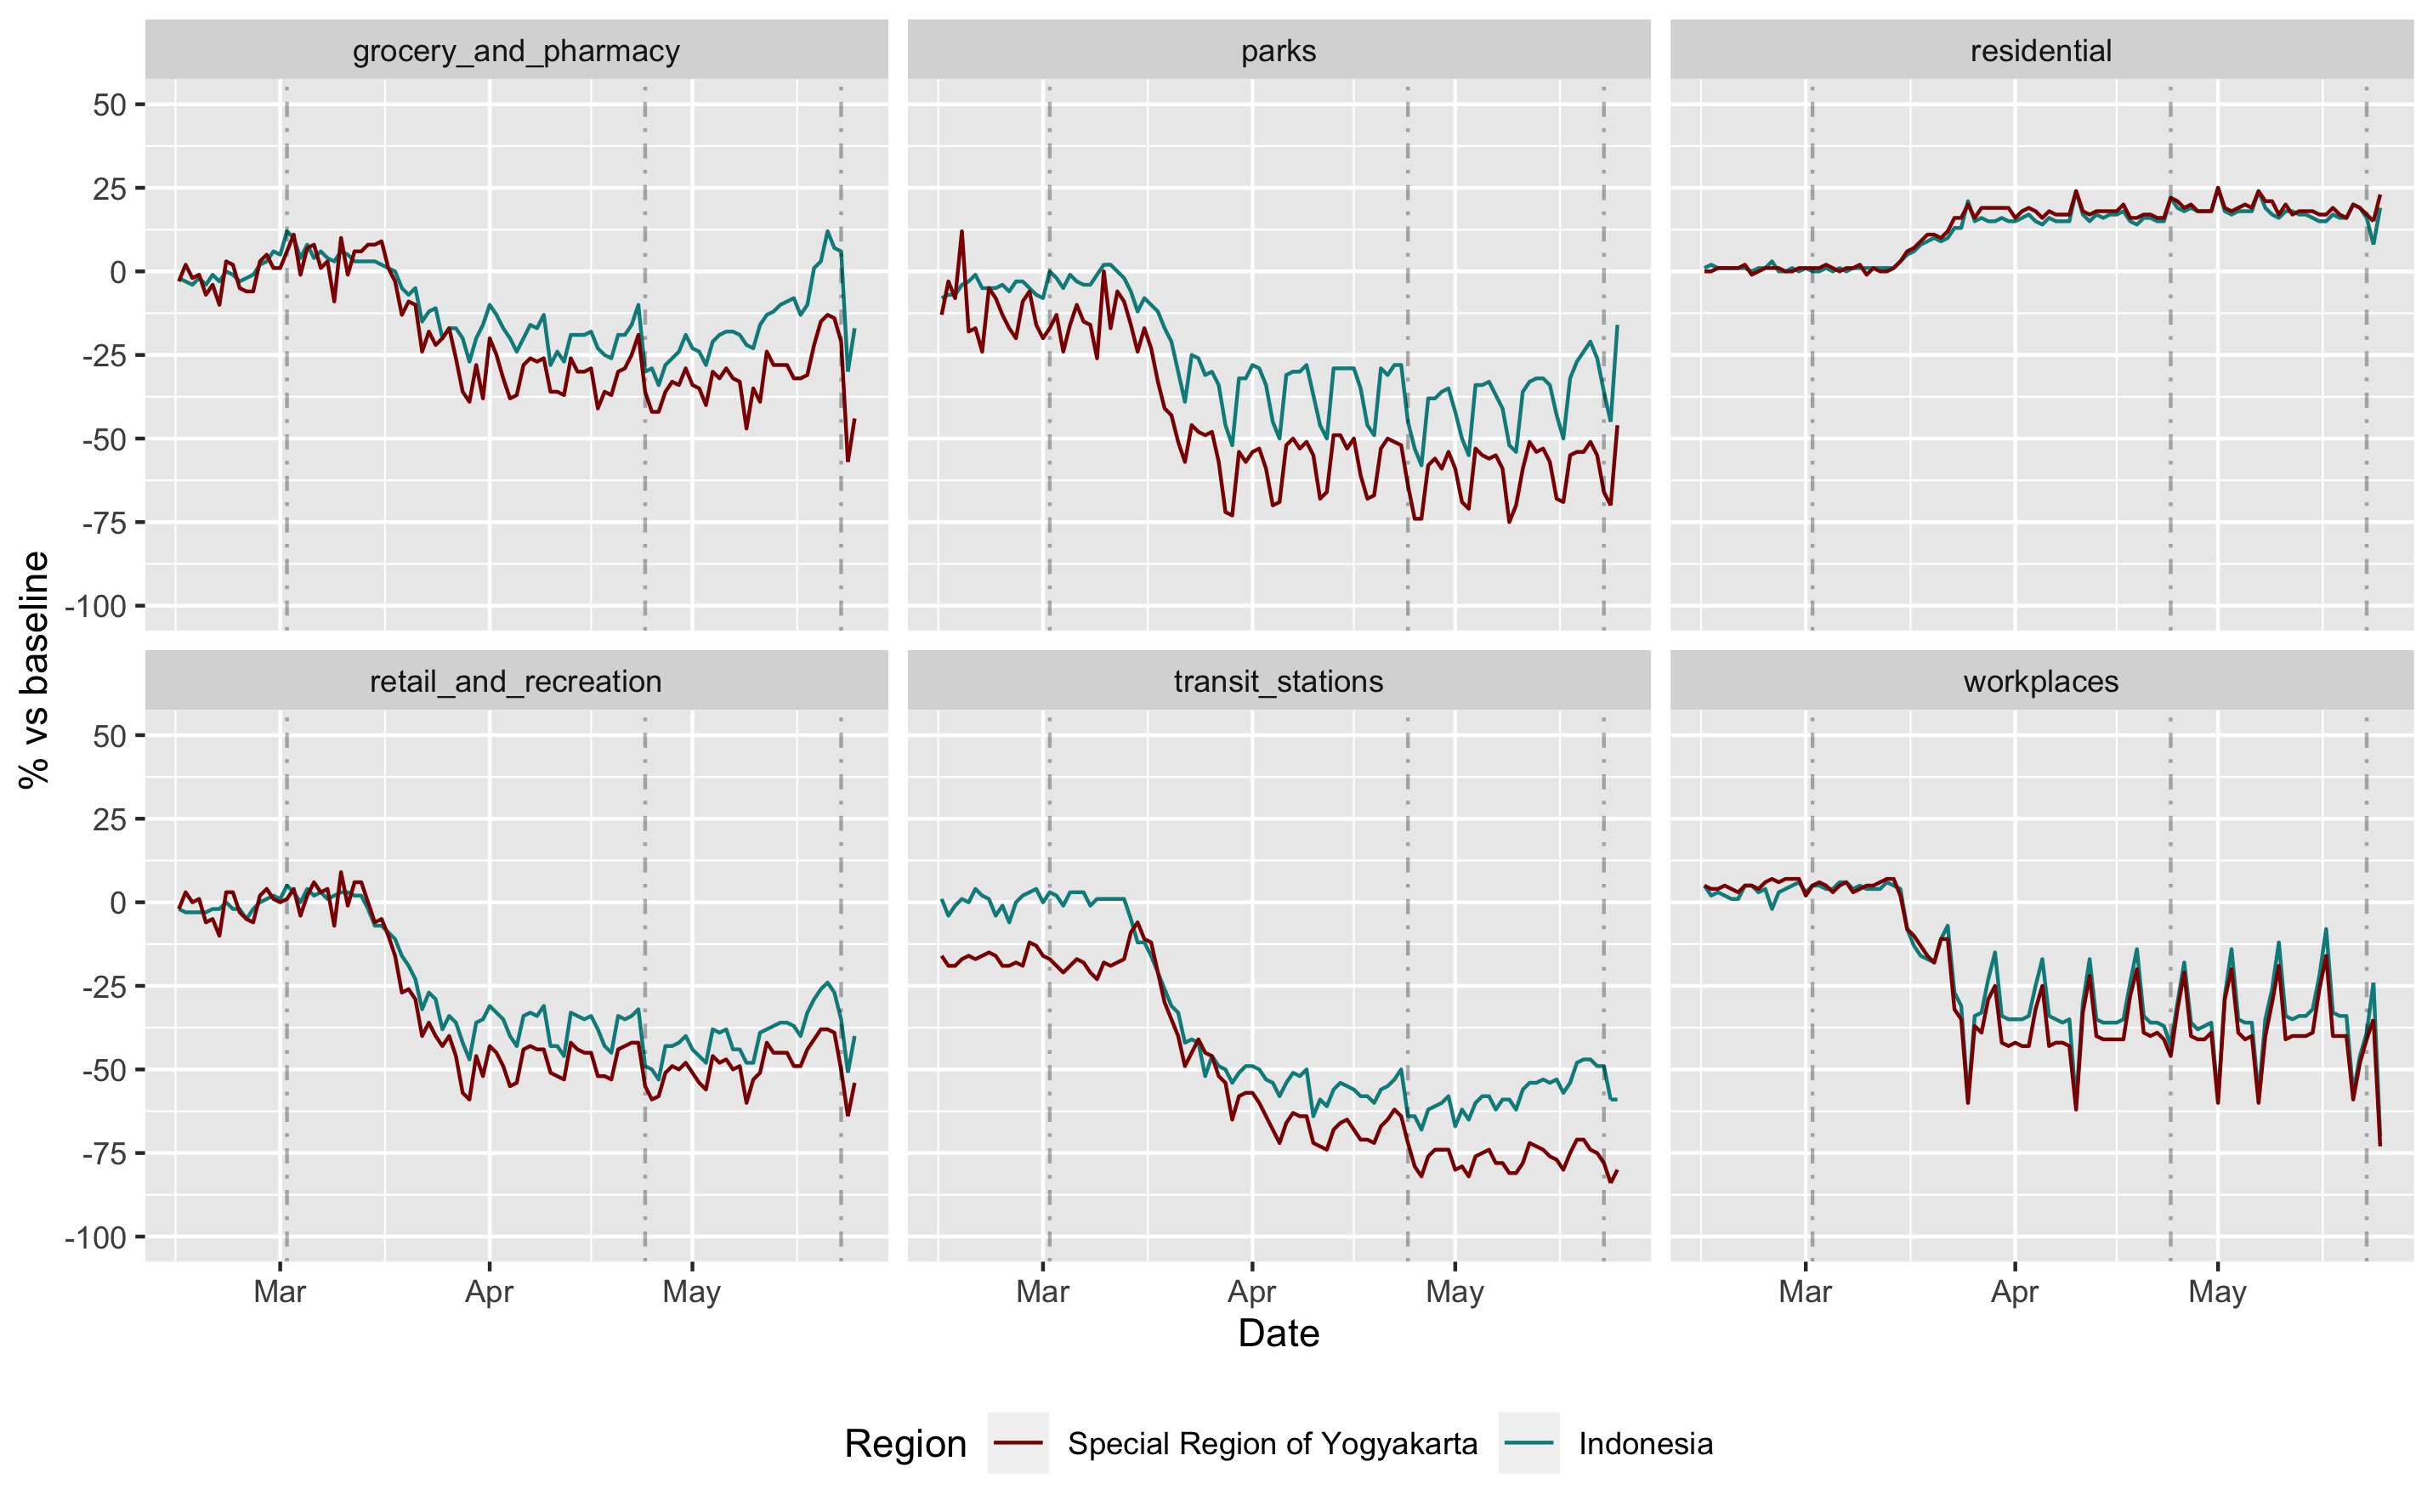 grocery_and_pharmacy
parks
residential
50
25
0
-25
-50
-75
-100
% vs baseline
retail_and_recreation
transit_stations
workplaces
50
25
0
-25
-50
-75
-100
Mar Apr May
Mar Apr May
Mar Apr May
Date
Region Special Region of Yogyakarta Indonesia